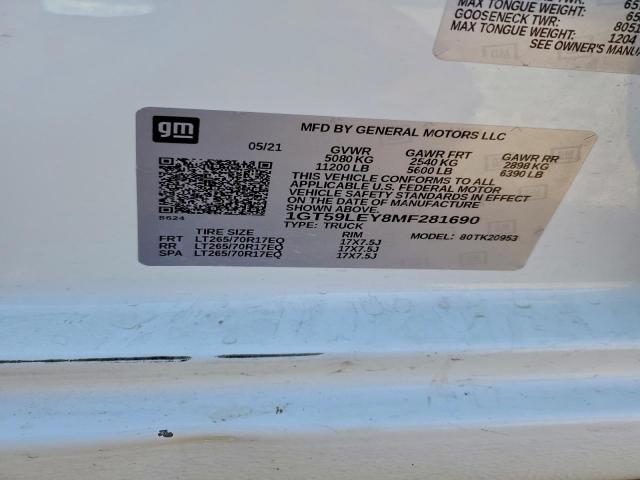 MAX TONGUE WEIGHT: 65
GOOSENECK TWR: 8051
MAX TONGUE WEIGHT: 1204
SEE OWNER'S MANUA
gm
MFD BY GENERAL MOTORS LLC
05/21 GVWR GAWR FRT GAWR RR
5080 KG 2540 KG 2898 KG
11200 LB 5600 LB 6390 LB
THIS VEHICLE CONFORMS TO ALL
APPLICABLE U.S. FEDERAL MOTOR
VEHICLE SAFETY STANDARDS IN EFFECT
ON THE DATE OF MANUFACTURE
SHOWN ABOVE.
1GT59LEY8MF281690
TYPE: TRUCK MODEL: 80TK20953
TIRE SIZE RIM
FRT LT265/70R17EQ 17X7.5J
RR LT265/70R17EQ 17X7.5J
SPA LT265/70R17EQ 17X7.5J